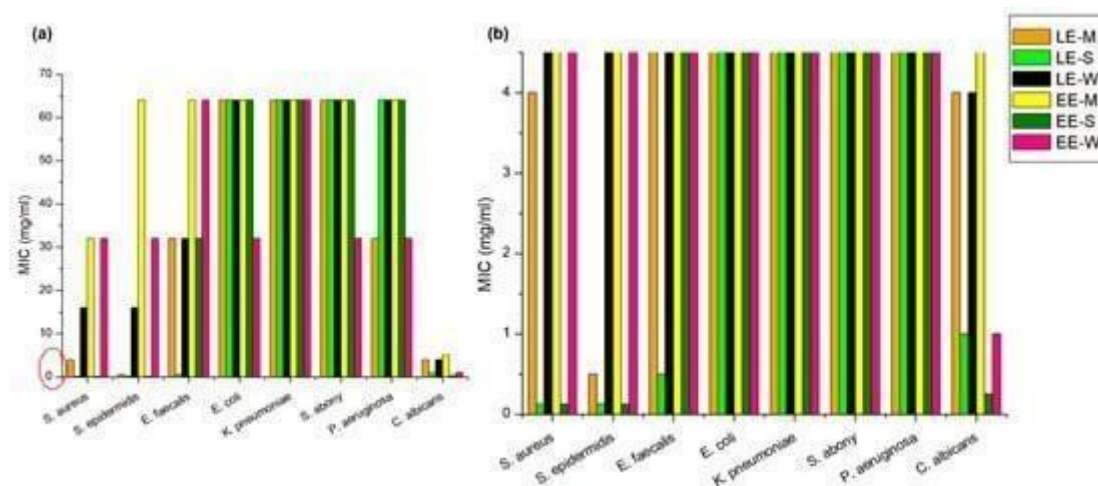 (a)
70
60
50
40
30
20
10
0
MIC (mg/ml)
S. aureus
S. epidermidis
E. faecalis
E. coli
K. pneumoniae
S. abony
P. aeruginosa
C. albicans
(b)
4
3
2
1
0
MIC (mg/ml)
S. aureus
S. epidermidis
E. faecalis
E. coli
K. pneumoniae
S. abony
P. aeruginosa
C. albicans
LE-M
LE-S
LE-W
EE-M
EE-S
EE-W